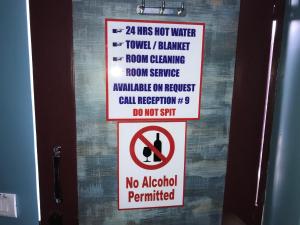 24 HRS HOT WATER
TOWEL / BLANKET
ROOM CLEANING
ROOM SERVICE
AVAILABLE ON REQUEST
CALL RECEPTION # 9
DO NOT SPIT
No Alcohol
Permitted